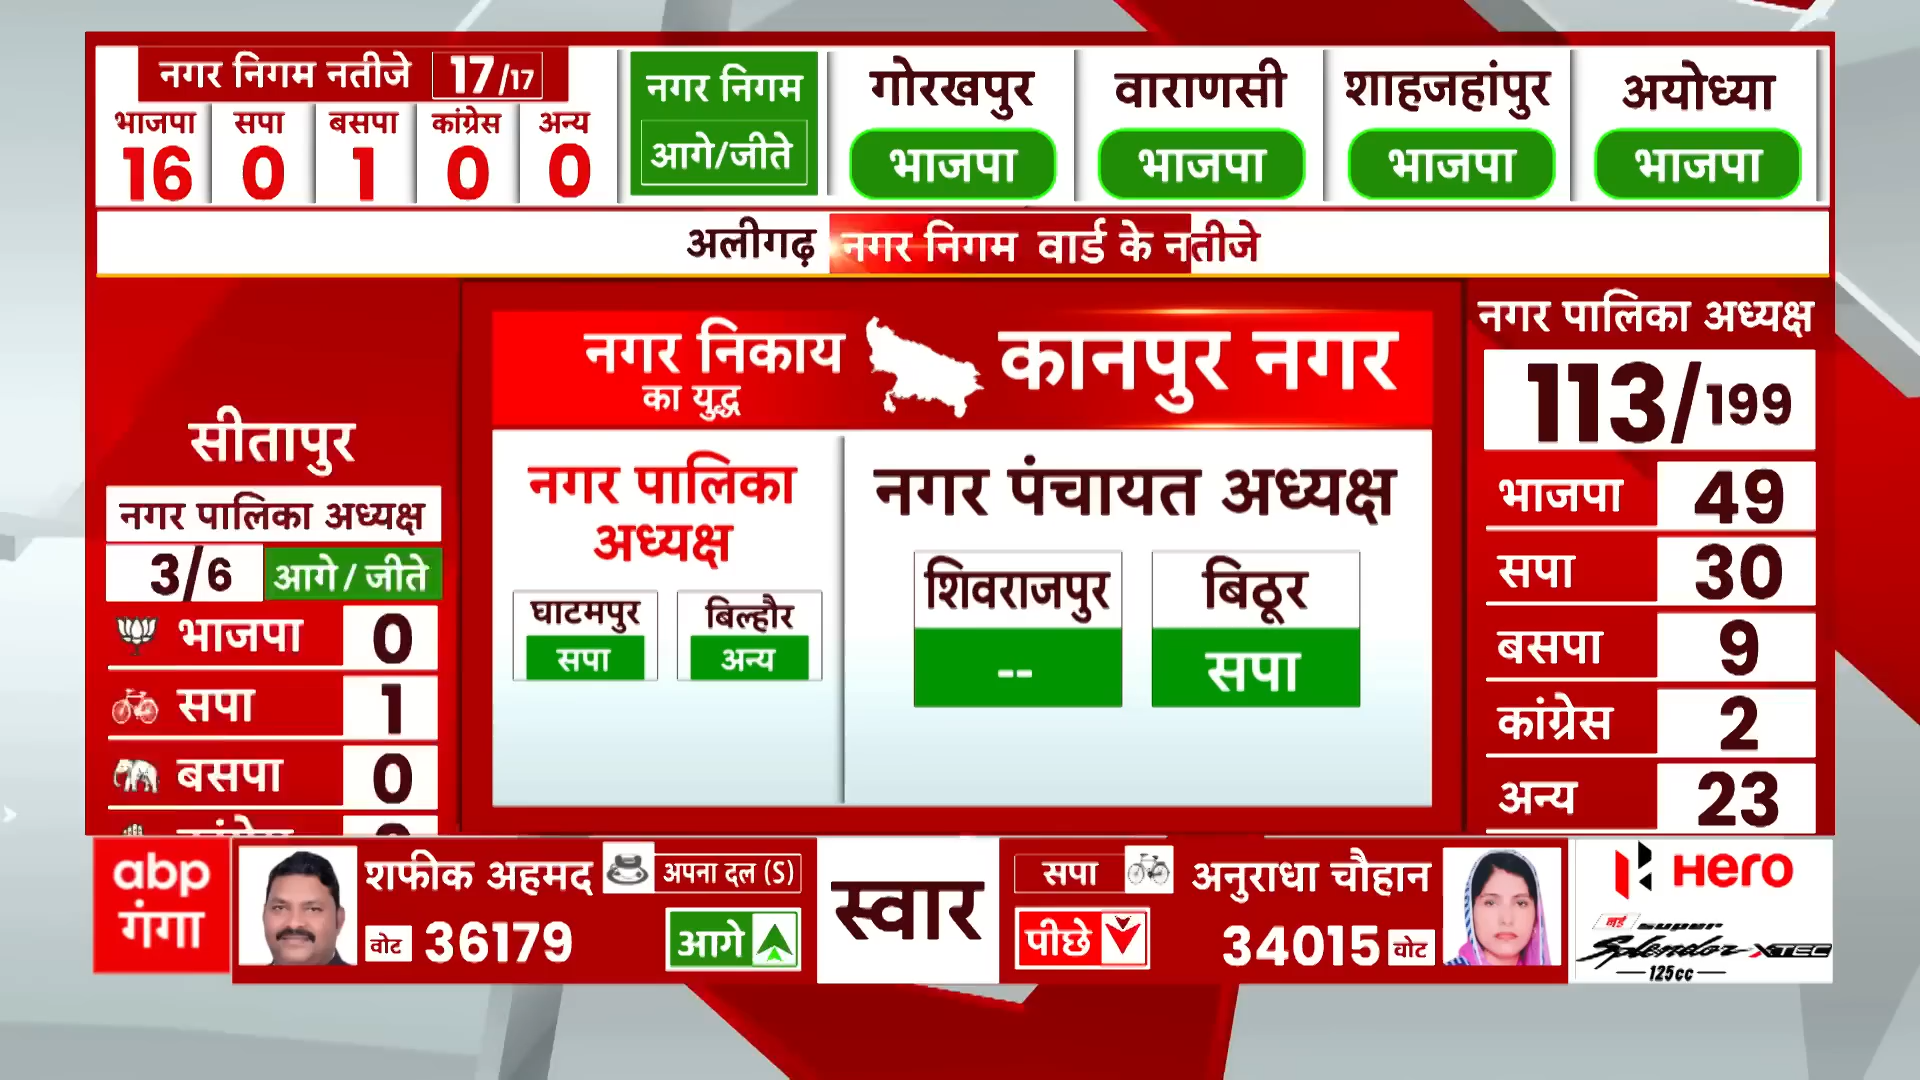 नगर निगम नतीजे 17/17
भाजपा सपा बसपा कांग्रेस अन्य
16 0 1 0 0
नगर निगम
आगे/जीते
गोरखपुर वाराणसी शाहजहांपुर अयोध्या
भाजपा भाजपा भाजपा भाजपा
अलीगढ़ नगर निगम वार्ड के नतीजे
सीतापुर
नगर पालिका अध्यक्ष
3/6 आगे / जीते
भाजपा 0
सपा 1
बसपा 0
नगर निकाय
का युद्ध
कानपुर नगर
नगर पालिका
अध्यक्ष
घाटमपुर बिल्हौर
सपा अन्य
नगर पंचायत अध्यक्ष
शिवराजपुर बिठूर
-- सपा
नगर पालिका अध्यक्ष
113/199
भाजपा 49
सपा 30
बसपा 9
कांग्रेस 2
अन्य 23
abp
गंगा
शफीक अहमद अपना दल (S)
वोट 36179 आगे
स्वार
सपा अनुराधा चौहान
पीछे 34015 वोट
Hero
नई super
Splendor XTEC
125cc